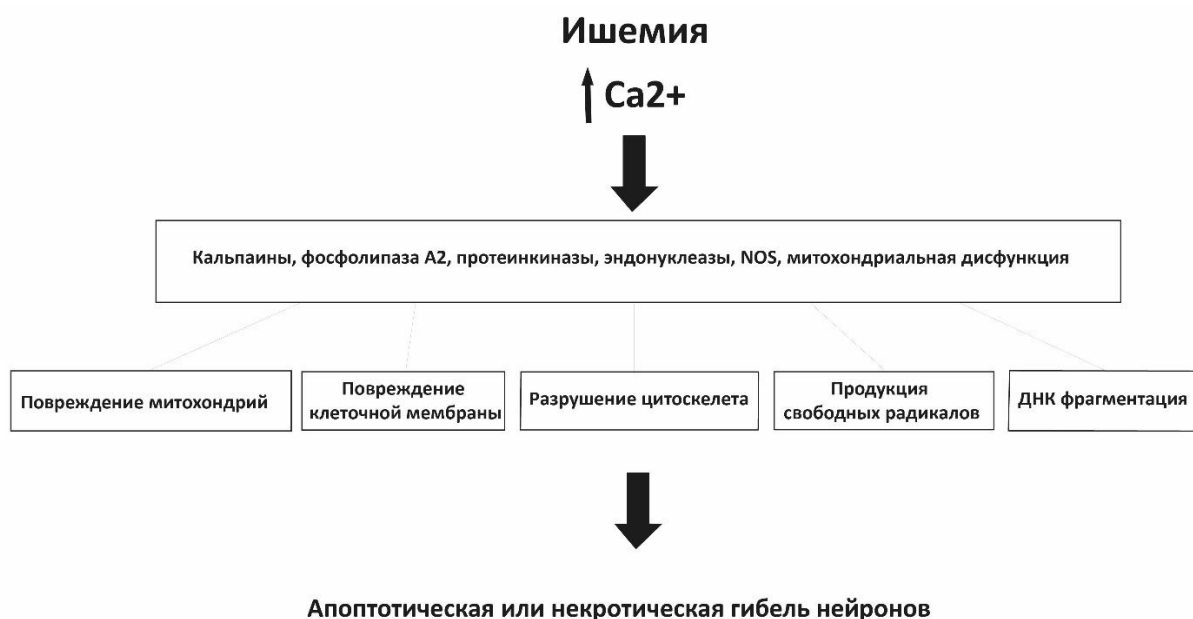 Ишемия
Ca2+
Кальпаины, фосфолипаза А2, протеинкиназы, эндонуклеазы, NOS, митохондриальная дисфункция
Повреждение митохондрий
Повреждение
клеточной мембраны
Разрушение цитоскелета
Продукция
свободных радикалов
ДНК фрагментация
Апоптотическая или некротическая гибель нейронов